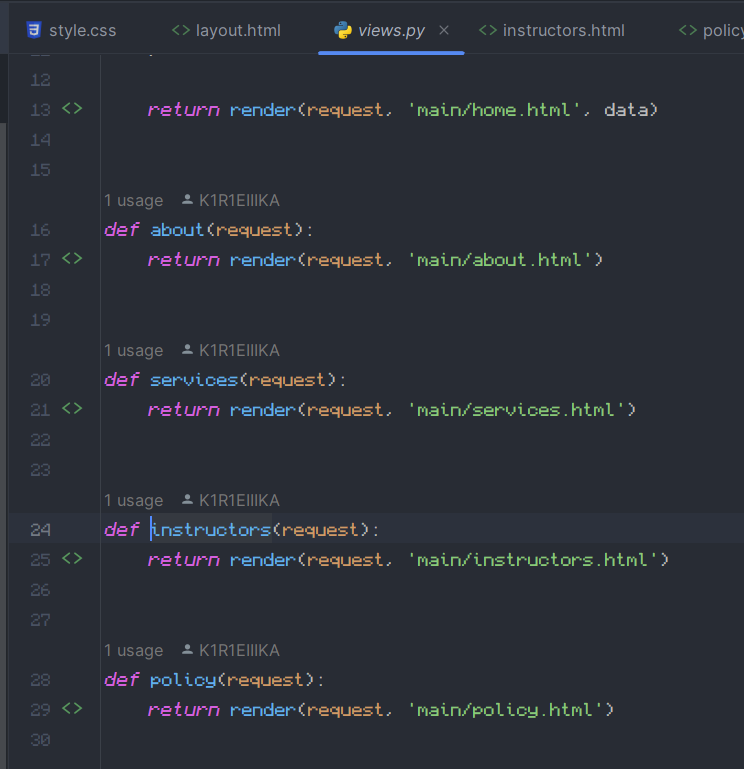 style.css <> layout.html views.py × <> instructors.html <> policy
12
13 <> return render(request, 'main/home.html', data)
14
15
1 usage K1R1EIIIKA
16 def about(request):
17 <> return render(request, 'main/about.html')
18
19
1 usage K1R1EIIIKA
20 def services(request):
21 <> return render(request, 'main/services.html')
22
23
1 usage K1R1EIIIKA
24 def instructors(request):
25 <> return render(request, 'main/instructors.html')
26
27
1 usage K1R1EIIIKA
28 def policy(request):
29 <> return render(request, 'main/policy.html')
30